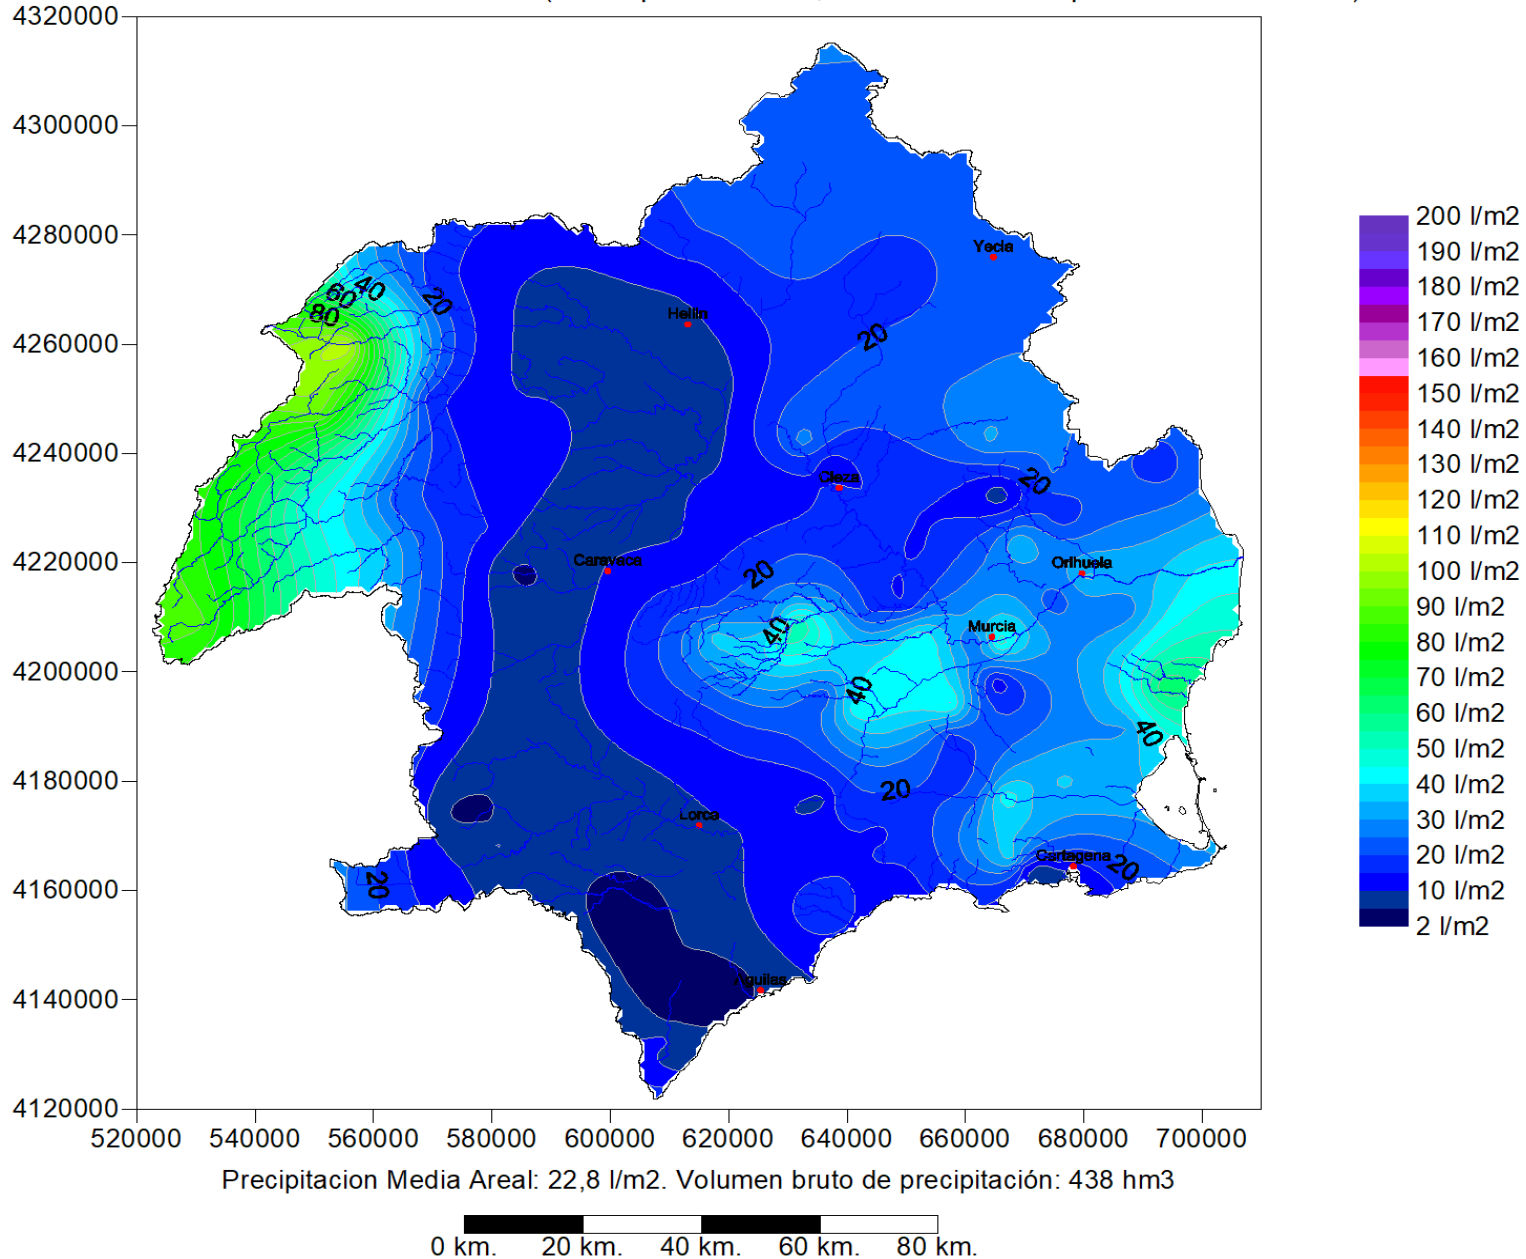 4320000
4300000
4280000
4260000
4240000
4220000
4200000
4180000
4160000
4140000
4120000
520000 540000 560000 580000 600000 620000 640000 660000 680000 700000
Yecla
Hellin
Cieza
Caravaca
Orihuela
Murcia
Lorca
Cartagena
Aguilas
40
60
80
20
20
20
20
40
40
40
20
20
20
200 l/m2
190 l/m2
180 l/m2
170 l/m2
160 l/m2
150 l/m2
140 l/m2
130 l/m2
120 l/m2
110 l/m2
100 l/m2
90 l/m2
80 l/m2
70 l/m2
60 l/m2
50 l/m2
40 l/m2
30 l/m2
20 l/m2
10 l/m2
2 l/m2
Precipitacion Media Areal: 22,8 l/m2. Volumen bruto de precipitación: 438 hm3
0 km. 20 km. 40 km. 60 km. 80 km.